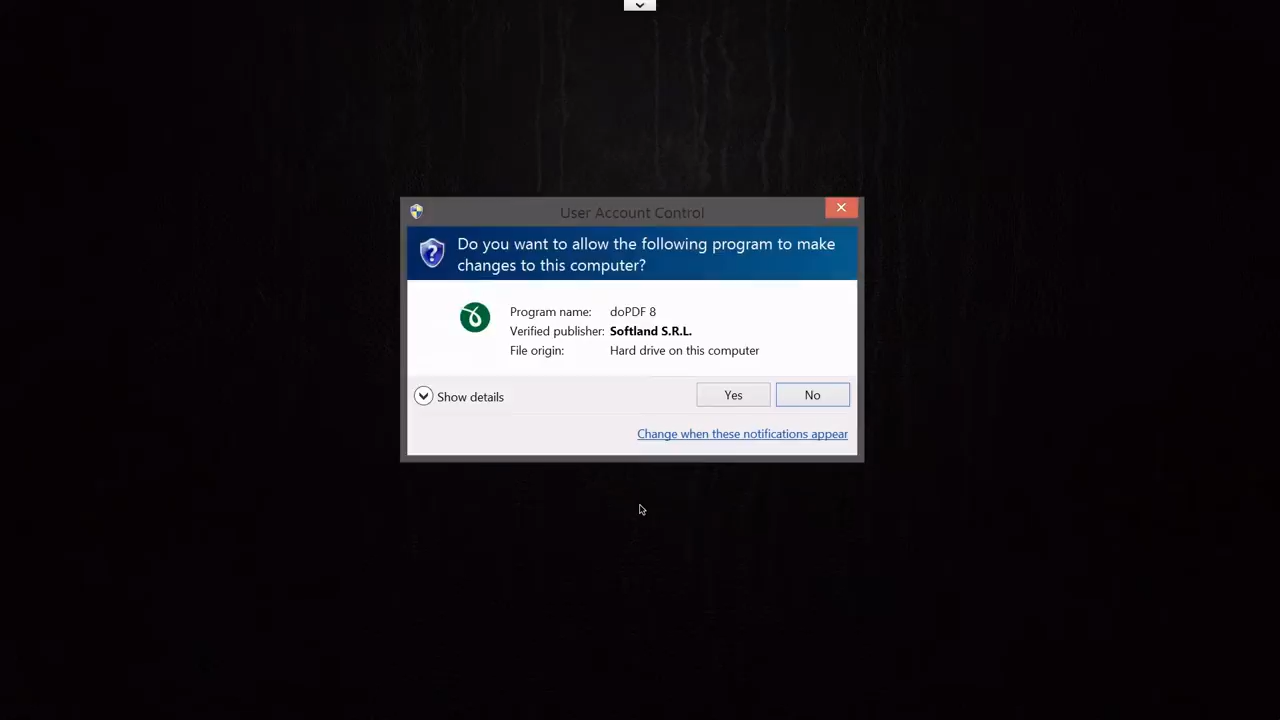 User Account Control
Do you want to allow the following program to make
changes to this computer?
Program name: doPDF 8
Verified publisher: Softland S.R.L.
File origin: Hard drive on this computer
Show details
Yes
No
Change when these notifications appear